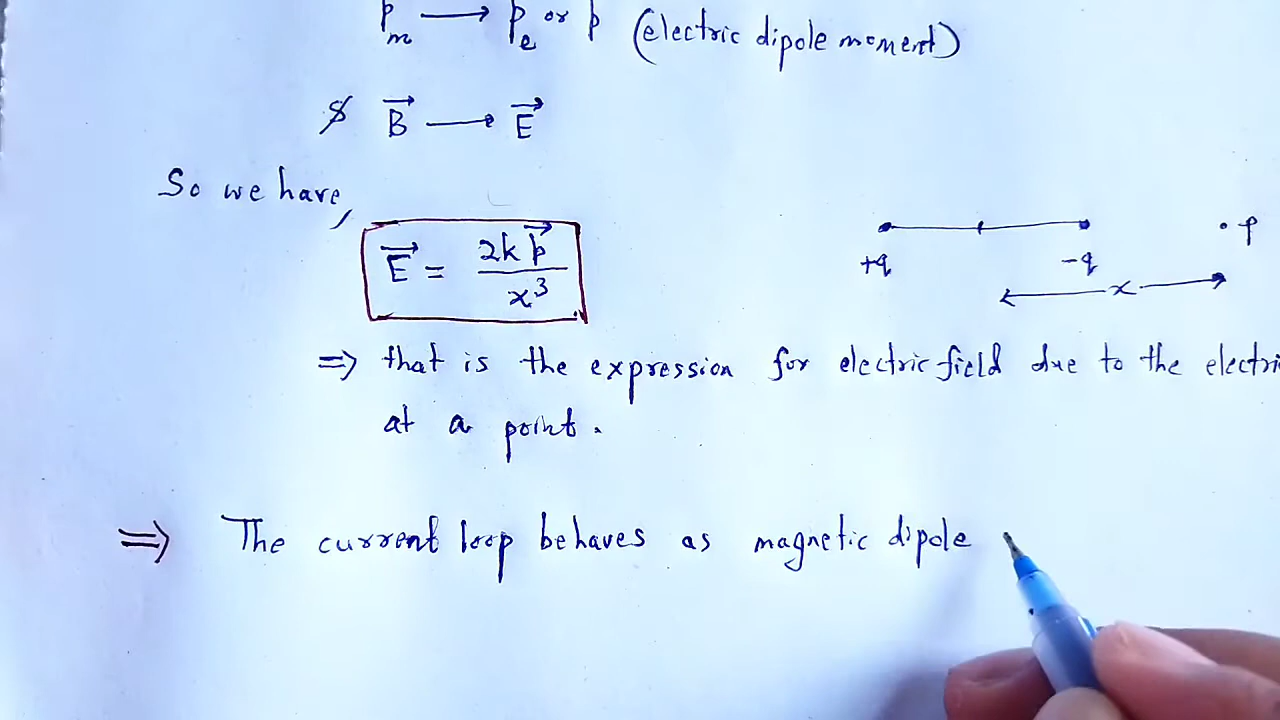 p_m ⟶ p_e or p (electric dipole moment)
$ B⃗ ⟶ E⃗
So we have,
E⃗ = 2k p⃗ / x³
+q -q p
x
=> that is the expression for electric field due to the electri
at a point.
=> The current loop behaves as magnetic dipole